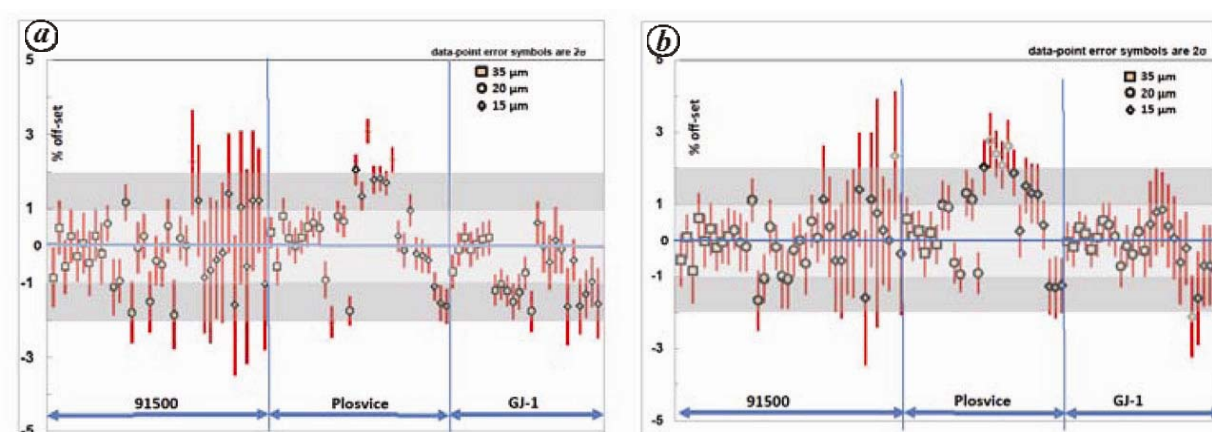 a
data-point error symbols are 2σ
35 µm
20 µm
15 µm
% off-set
5
3
1
0
-1
-3
-5
91500
Plosvice
GJ-1
b
data-point error symbols are 2σ
35 µm
20 µm
15 µm
% off-set
3
1
0
-1
-3
-5
91500
Plosvice
GJ-1